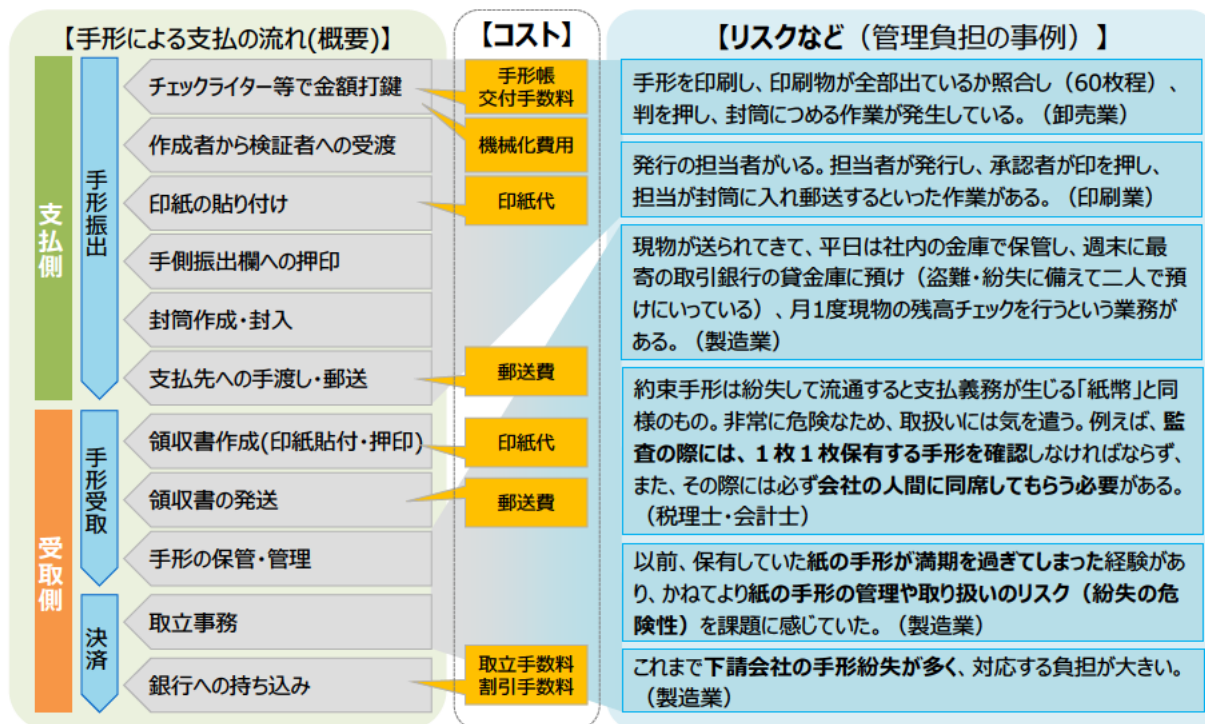 【手形による支払の流れ(概要)】
支払側
手形振出
チェックライター等で金額打鍵
作成者から検証者への受渡
印紙の貼り付け
手側振出欄への押印
封筒作成・封入
支払先への手渡し・郵送
受取側
手形受取
領収書作成(印紙貼付・押印)
領収書の発送
手形の保管・管理
決済
取立事務
銀行への持ち込み
【コスト】
手形帳
交付手数料
機械化費用
印紙代
郵送費
印紙代
郵送費
取立手数料
割引手数料
【リスクなど（管理負担の事例）】
手形を印刷し、印刷物が全部出ているか照合し（60枚程）、
判を押し、封筒につめる作業が発生している。（卸売業）
発行の担当者がいる。担当者が発行し、承認者が印を押し、
担当が封筒に入れ郵送するといった作業がある。（印刷業）
現物が送られてきて、平日は社内の金庫で保管し、週末に最
寄の取引銀行の貸金庫に預け（盗難・紛失に備えて二人で預
けにいっている）、月1度現物の残高チェックを行うという業務が
ある。（製造業）
約束手形は紛失して流通すると支払義務が生じる「紙幣」と同
様のもの。非常に危険なため、取扱いには気を遣う。例えば、監
査の際には、１枚１枚保有する手形を確認しなければならず、
また、その際には必ず会社の人間に同席してもらう必要がある。
（税理士・会計士）
以前、保有していた紙の手形が満期を過ぎてしまった経験があ
り、かねてより紙の手形の管理や取り扱いのリスク（紛失の危
険性）を課題に感じていた。（製造業）
これまで下請会社の手形紛失が多く、対応する負担が大きい。
（製造業）